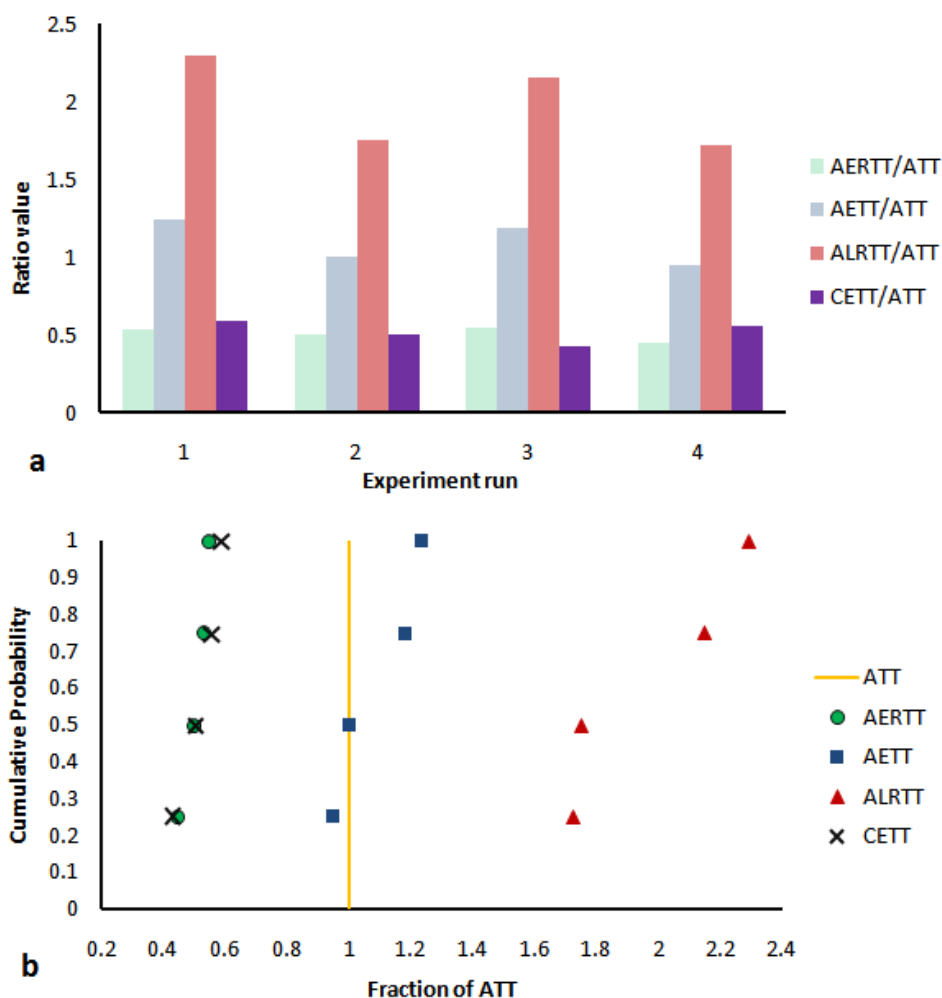 2.5
2
1.5
1
0.5
0
Ratio value
AERTT/ATT
AETT/ATT
ALRTT/ATT
CETT/ATT
1 2 3 4
a
Experiment run
1
0.9
0.8
0.7
0.6
0.5
0.4
0.3
0.2
0.1
0
Cumulative Probability
ATT
AERTT
AETT
ALRTT
CETT
0.2 0.4 0.6 0.8 1 1.2 1.4 1.6 1.8 2 2.2 2.4
b
Fraction of ATT